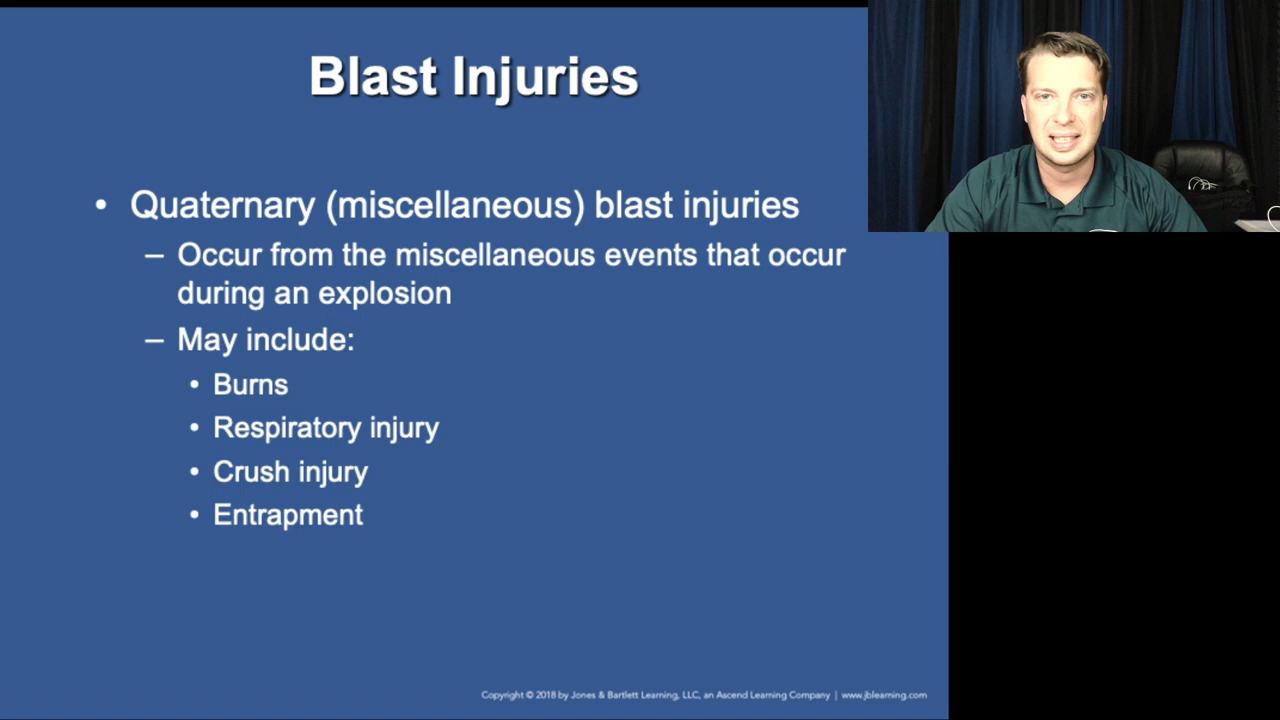 Blast Injuries
• Quaternary (miscellaneous) blast injuries
– Occur from the miscellaneous events that occur
during an explosion
– May include:
• Burns
• Respiratory injury
• Crush injury
• Entrapment
Copyright © 2018 by Jones & Bartlett Learning, LLC, an Ascend Learning Company | www.jblearning.com